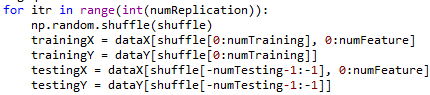 for itr in range(int(numReplication)):
    np.random.shuffle(shuffle)
    trainingX = dataX[shuffle[0:numTraining], 0:numFeature]
    trainingY = dataY[shuffle[0:numTraining]]
    testingX = dataX[shuffle[-numTesting-1:-1], 0:numFeature]
    testingY = dataY[shuffle[-numTesting-1:-1]]